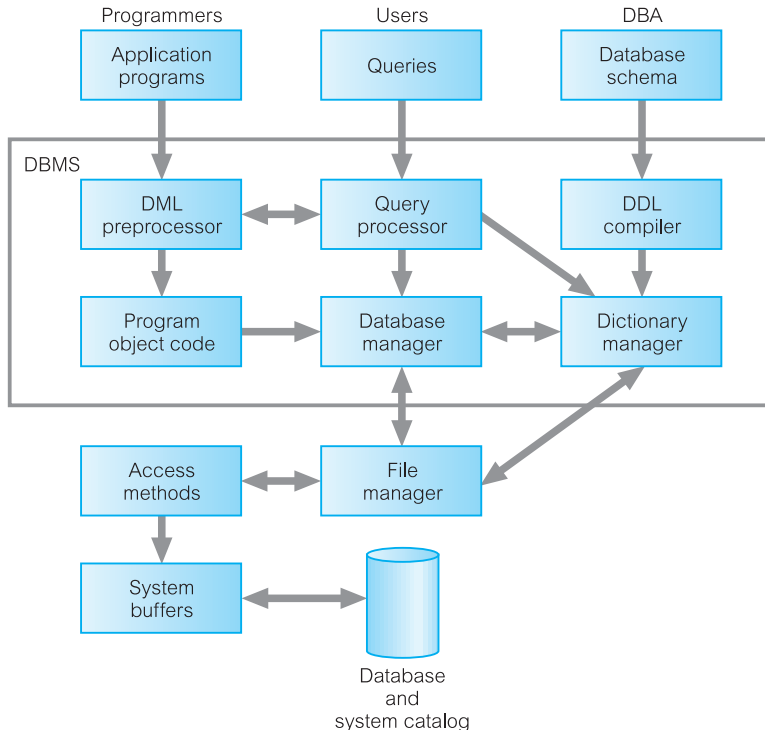 Programmers
Users
DBA
Application
programs
Queries
Database
schema
DBMS
DML
preprocessor
Query
processor
DDL
compiler
Program
object code
Database
manager
Dictionary
manager
Access
methods
File
manager
System
buffers
Database
and
system catalog